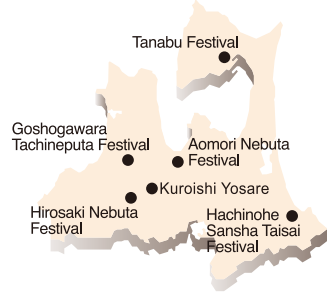 Tanabu Festival
Goshogawara
Tachineputa Festival
Aomori Nebuta
Festival
Kuroishi Yosare
Hirosaki Nebuta
Festival
Hachinohe
Sansha Taisai
Festival